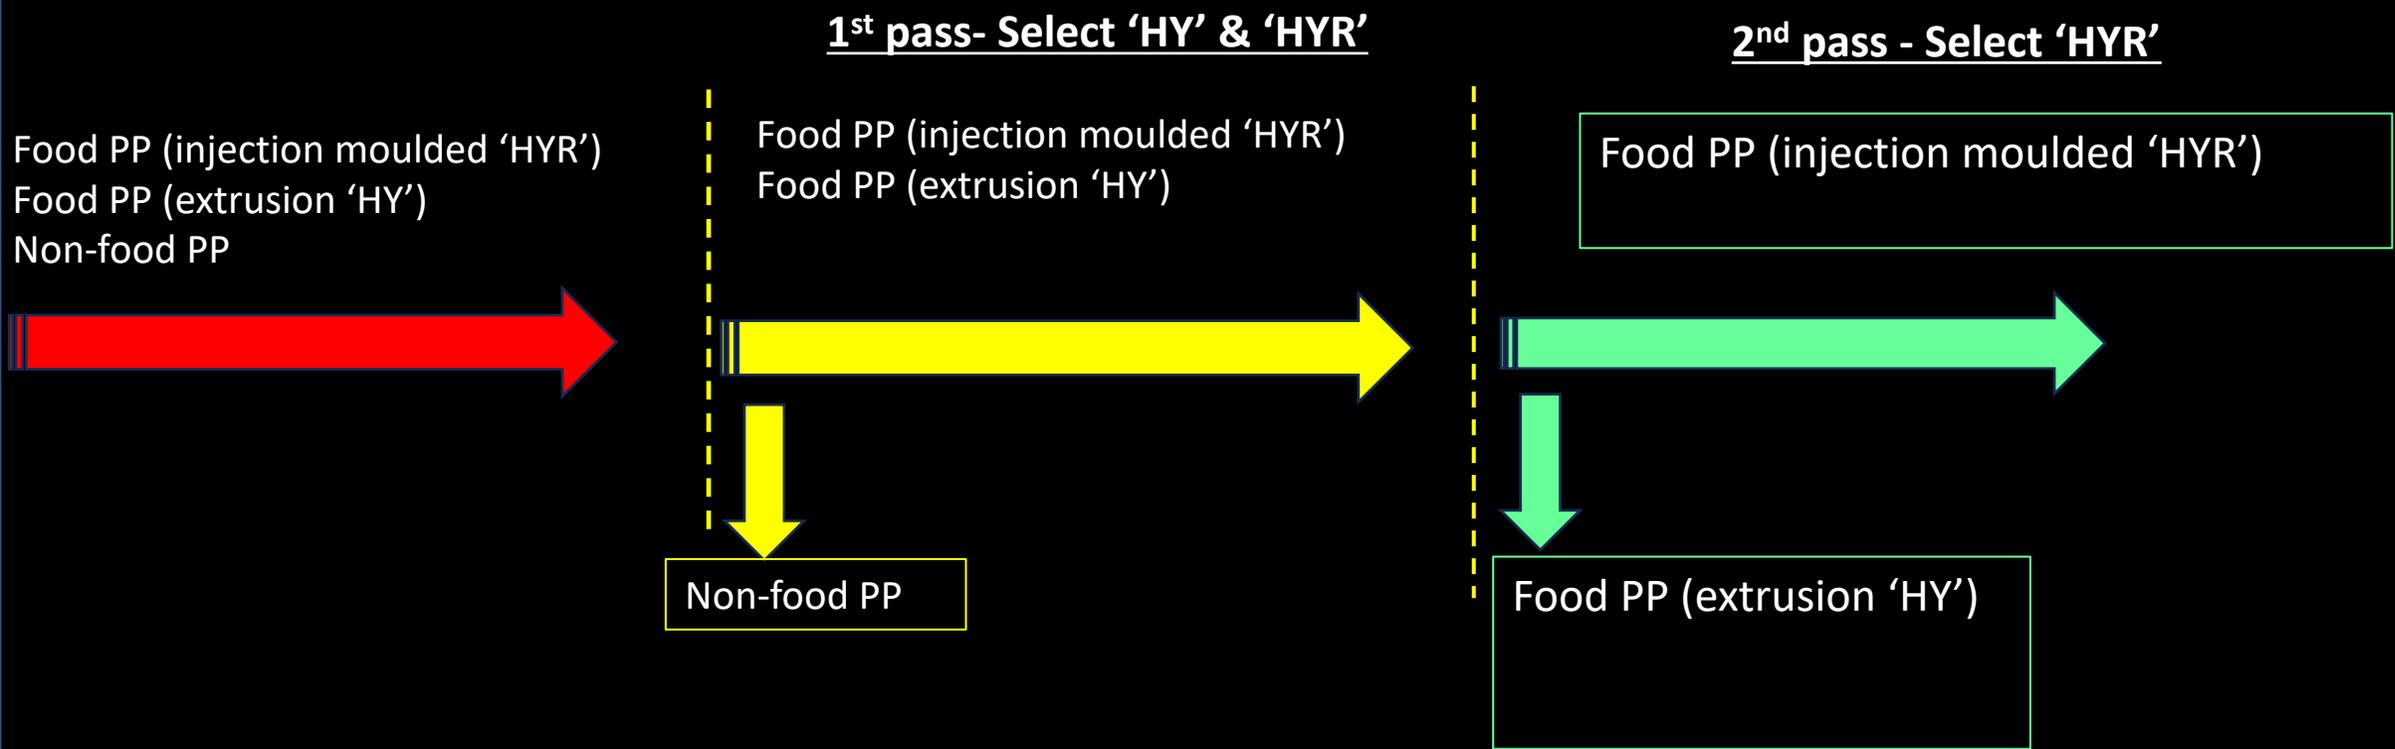 1st pass- Select ‘HY’ & ‘HYR’
2nd pass - Select ‘HYR’
Food PP (injection moulded ‘HYR’)
Food PP (extrusion ‘HY’)
Non-food PP
Food PP (injection moulded ‘HYR’)
Food PP (extrusion ‘HY’)
Food PP (injection moulded ‘HYR’)
Non-food PP
Food PP (extrusion ‘HY’)